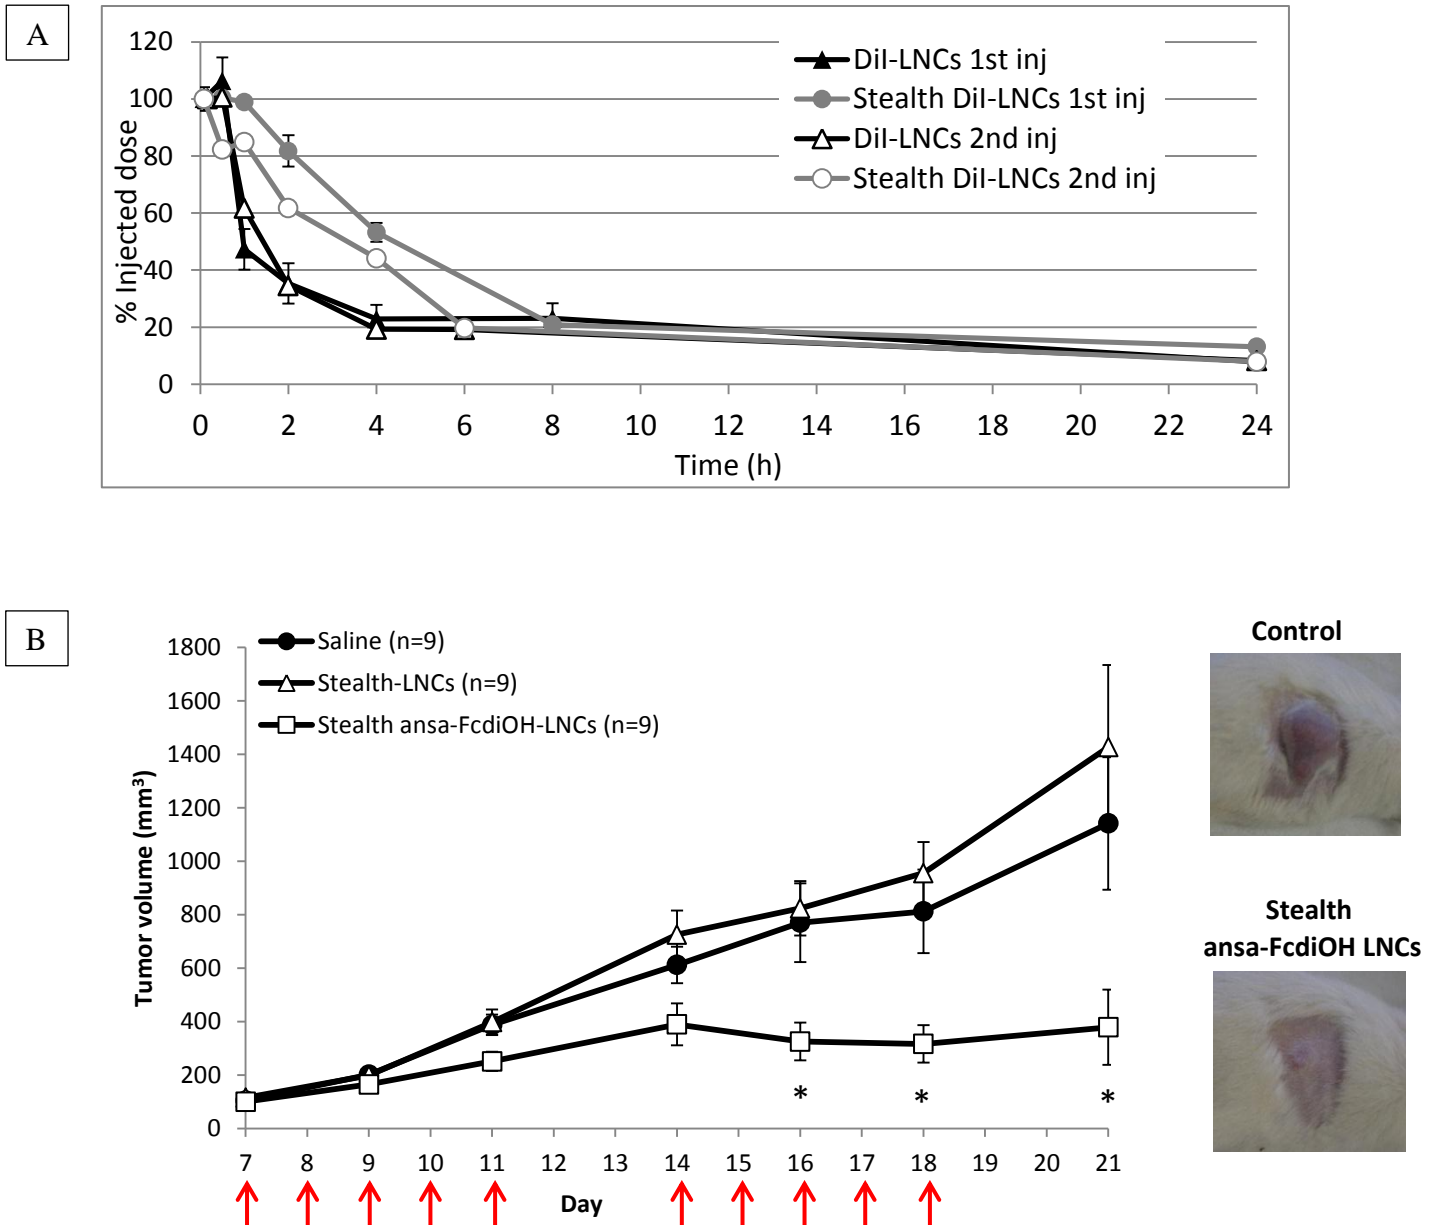 A
120
100
80
60
40
20
0
% Injected dose
DiI-LNCs 1st inj
Stealth DiI-LNCs 1st inj
DiI-LNCs 2nd inj
Stealth DiI-LNCs 2nd inj
0 2 4 6 8 10 12 14 16 18 20 22 24
Time (h)
B
1800
1600
1400
1200
1000
800
600
400
200
0
Tumor volume (mm³)
Saline (n=9)
Stealth-LNCs (n=9)
Stealth ansa-FcdiOH-LNCs (n=9)
* * *
7 8 9 10 11 12 13 14 15 16 17 18 19 20 21
Day
Control
Stealth
ansa-FcdiOH LNCs